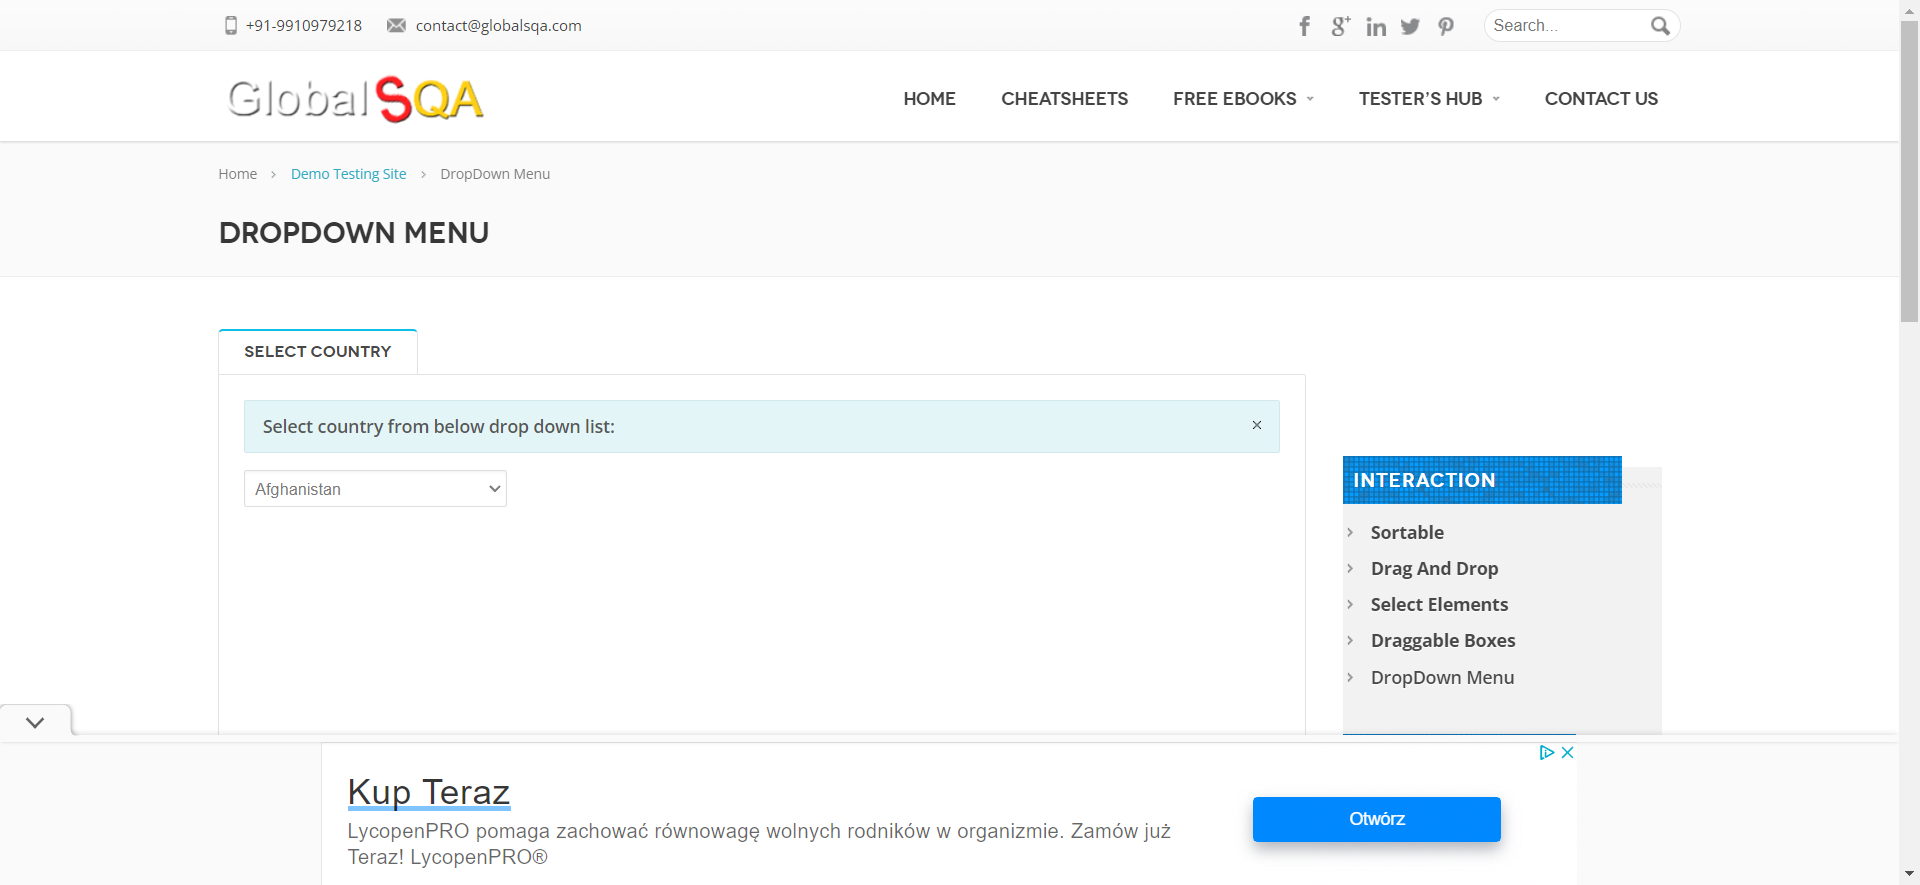 +91-9910979218 contact@globalsqa.com Search...
GlobalSQA HOME CHEATSHEETS FREE EBOOKS TESTER'S HUB CONTACT US
Home › Demo Testing Site › DropDown Menu
DROPDOWN MENU
SELECT COUNTRY
Select country from below drop down list: ×
Afghanistan
INTERACTION
Sortable
Drag And Drop
Select Elements
Draggable Boxes
DropDown Menu
Kup Teraz
LycopenPRO pomaga zachować równowagę wolnych rodników w organizmie. Zamów już
Teraz! LycopenPRO®
Otwórz